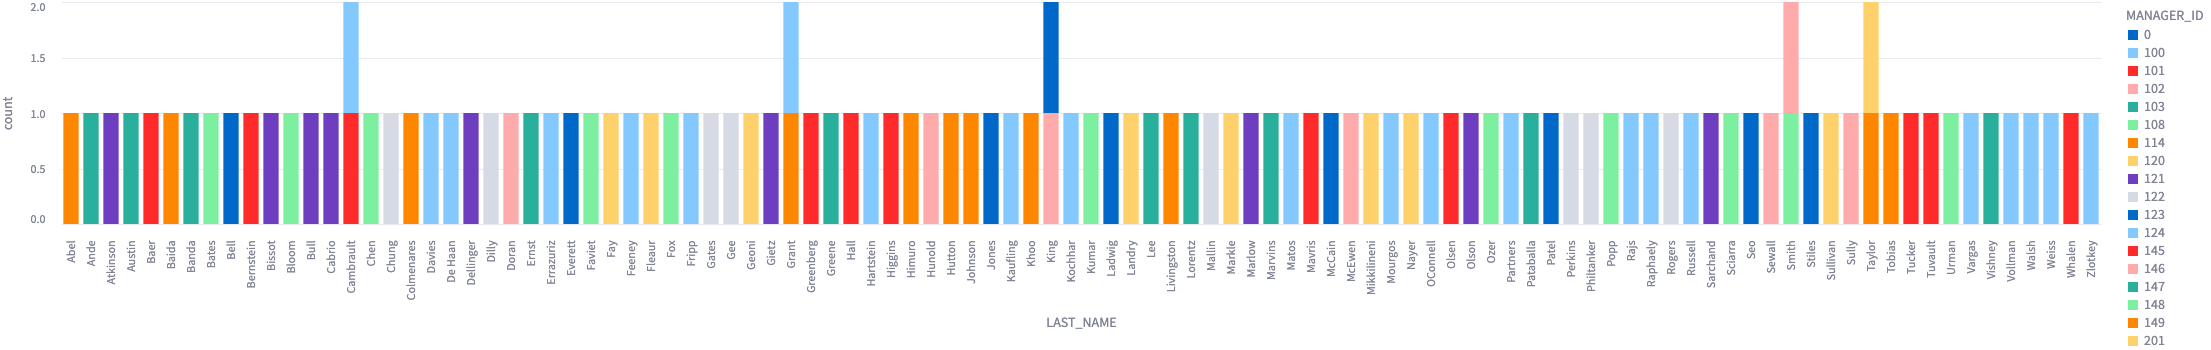 2.0
1.5
1.0
0.5
0.0
count
Abel
Ande
Atkinson
Austin
Baer
Baida
Banda
Bates
Bell
Bernstein
Bissot
Bloom
Bull
Cabrio
Cambrault
Chen
Chung
Colmenares
Davies
De Haan
Dellinger
Dilly
Doran
Ernst
Errazuriz
Everett
Faviet
Fay
Feeney
Fleaur
Fox
Fripp
Gates
Gee
Geoni
Gietz
Grant
Greenberg
Greene
Hall
Hartstein
Higgins
Himuro
Hunold
Hutton
Johnson
Jones
Kaufling
Khoo
King
Kochhar
Kumar
Ladwig
Landry
Lee
Livingston
Lorentz
Mallin
Markle
Marlow
Marvins
Matos
Mavris
McCain
McEwen
Mikkilineni
Mourgos
Nayer
OConnell
Olsen
Olson
Ozer
Partners
Pataballa
Patel
Perkins
Philtanker
Popp
Rajs
Raphaely
Rogers
Russell
Sarchand
Sciarra
Seo
Sewall
Smith
Stiles
Sullivan
Sully
Taylor
Tobias
Tucker
Tuvault
Urman
Vargas
Vishney
Vollman
Walsh
Weiss
Whalen
Zlotkey
LAST_NAME
MANAGER_ID
0
100
101
102
103
108
114
120
121
122
123
124
145
146
147
148
149
201